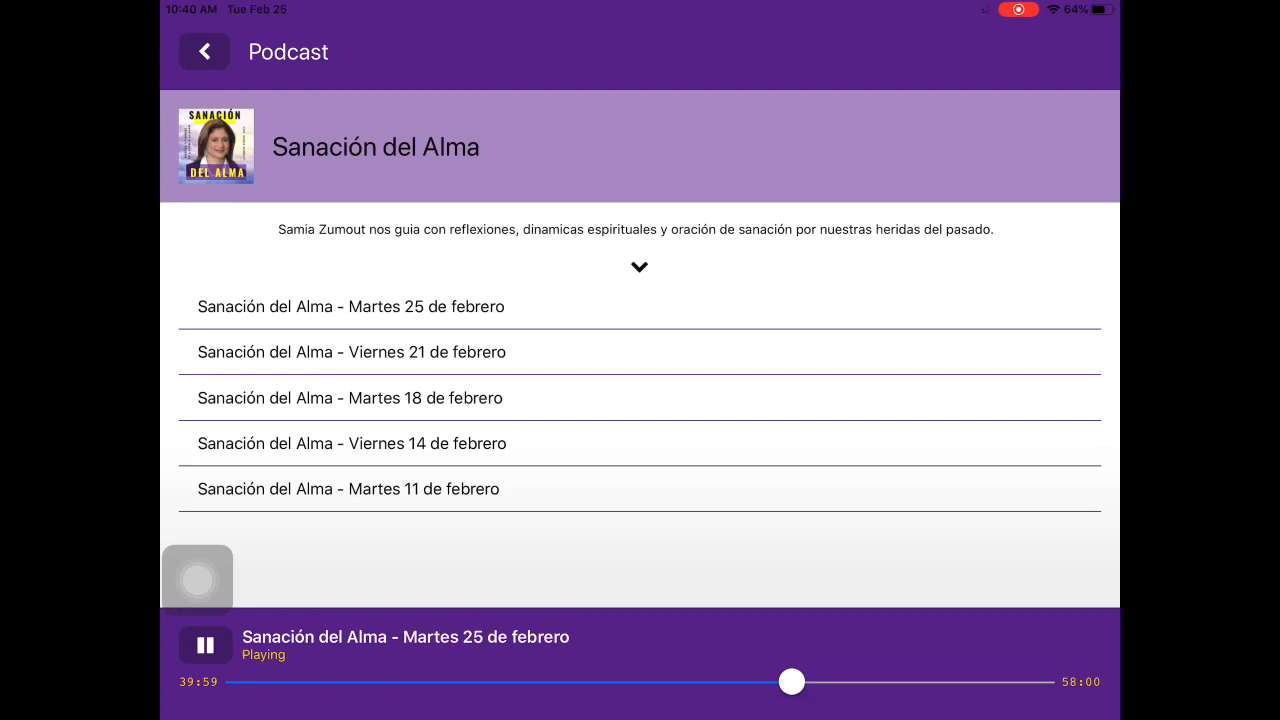 10:40 AM Tue Feb 25
64%
Podcast
SANACIÓN
DEL ALMA
Sanación del Alma
Samia Zumout nos guia con reflexiones, dinamicas espirituales y oración de sanación por nuestras heridas del pasado.
Sanación del Alma - Martes 25 de febrero
Sanación del Alma - Viernes 21 de febrero
Sanación del Alma - Martes 18 de febrero
Sanación del Alma - Viernes 14 de febrero
Sanación del Alma - Martes 11 de febrero
Sanación del Alma - Martes 25 de febrero
Playing
39:59
58:00